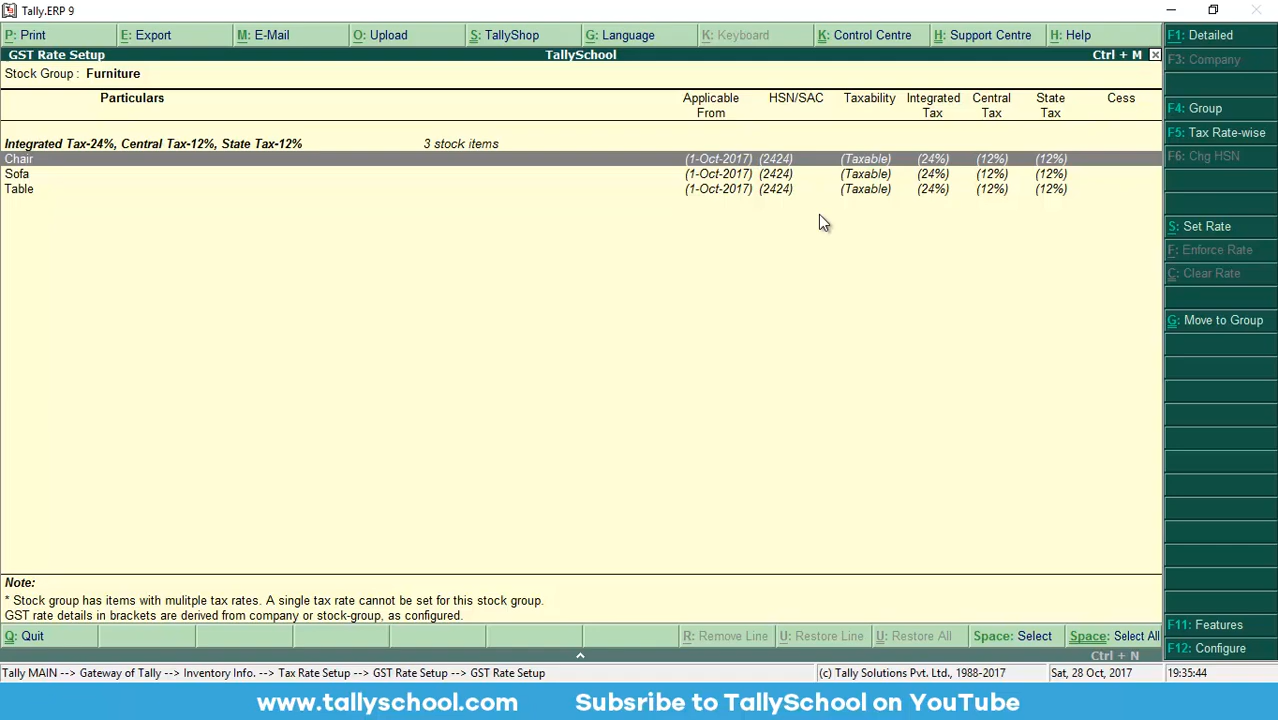 Tally.ERP 9
P: Print E: Export M: E-Mail O: Upload S: TallyShop G: Language K: Keyboard K: Control Centre H: Support Centre H: Help F1: Detailed
GST Rate Setup TallySchool Ctrl + M
F3: Company
Stock Group : Furniture
Particulars Applicable From HSN/SAC Taxability Integrated Tax Central Tax State Tax Cess
F4: Group
F5: Tax Rate-wise
Integrated Tax-24%, Central Tax-12%, State Tax-12% 3 stock items
F6: Chg HSN
Chair (1-Oct-2017) (2424) (Taxable) (24%) (12%) (12%)
Sofa (1-Oct-2017) (2424) (Taxable) (24%) (12%) (12%)
Table (1-Oct-2017) (2424) (Taxable) (24%) (12%) (12%)
S: Set Rate
F: Enforce Rate
C: Clear Rate
G: Move to Group
Note:
* Stock group has items with mulitple tax rates. A single tax rate cannot be set for this stock group.
GST rate details in brackets are derived from company or stock-group, as configured.
F11: Features
Q: Quit R: Remove Line U: Restore Line U: Restore All Space: Select Space: Select All
F12: Configure
Ctrl + N
Tally MAIN --> Gateway of Tally --> Inventory Info. --> Tax Rate Setup --> GST Rate Setup --> GST Rate Setup (c) Tally Solutions Pvt. Ltd., 1988-2017 Sat, 28 Oct, 2017 19:35:44
www.tallyschool.com Subsribe to TallySchool on YouTube